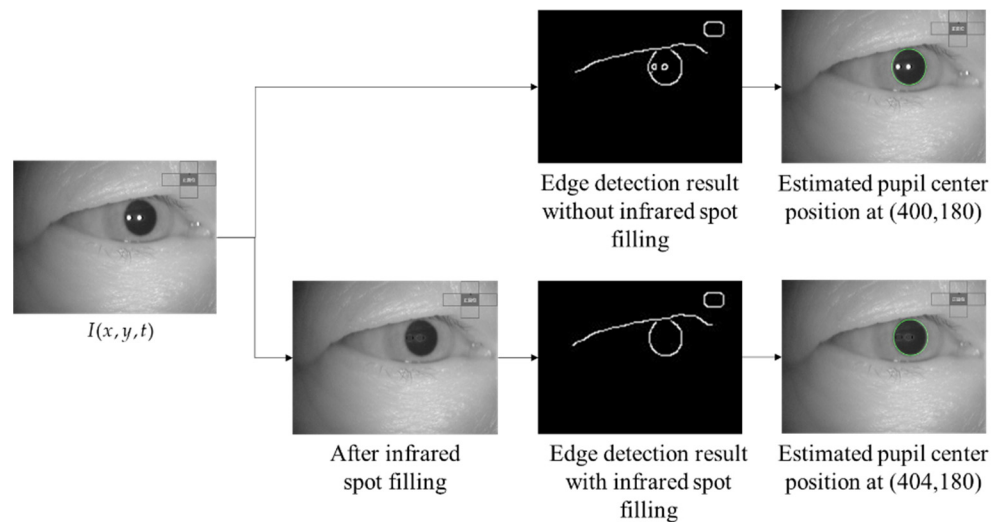 Edge detection result
without infrared spot
filling
Estimated pupil center
position at (400,180)
I(x,y,t)
After infrared
spot filling
Edge detection result
with infrared spot
filling
Estimated pupil center
position at (404,180)